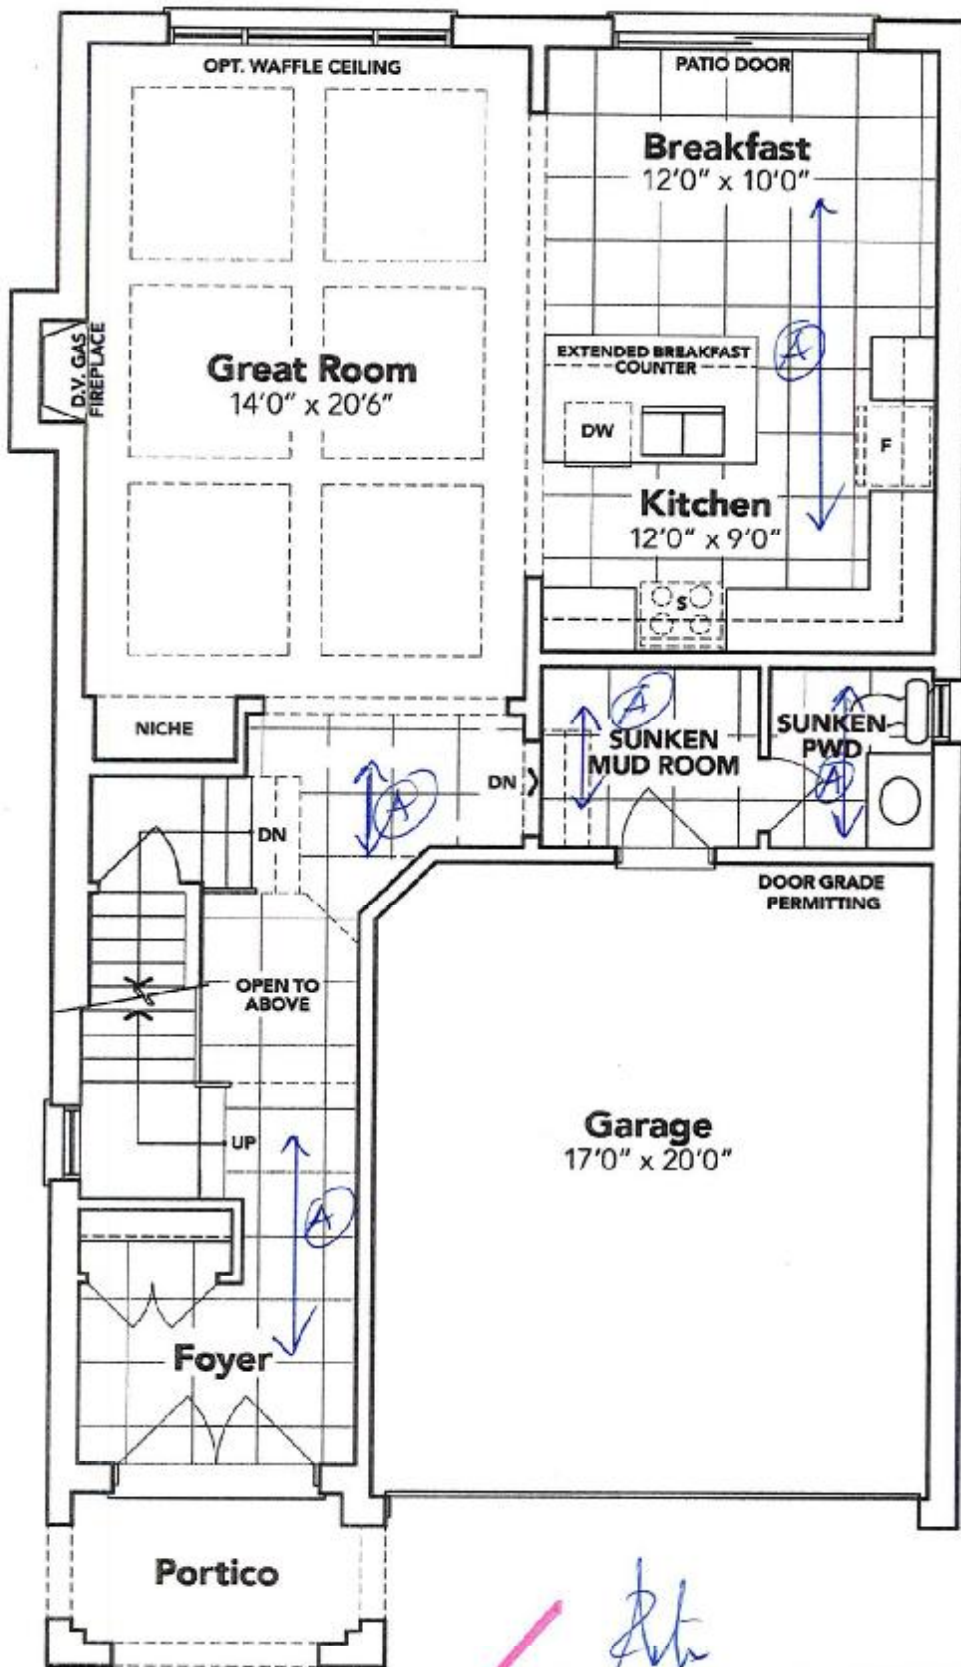 OPT. WAFFLE CEILING
PATIO DOOR
Breakfast
12'0" x 10'0"
A
D.V. GAS
FIREPLACE
Great Room
14'0" x 20'6"
EXTENDED BREAKFAST
COUNTER
DW
F
Kitchen
12'0" x 9'0"
S
NICHE
A
SUNKEN
MUD ROOM
SUNKEN
PWD
A
DN
A
DN
DOOR GRADE
PERMITTING
OPEN TO
ABOVE
UP
Garage
17'0" x 20'0"
A
Foyer
Portico